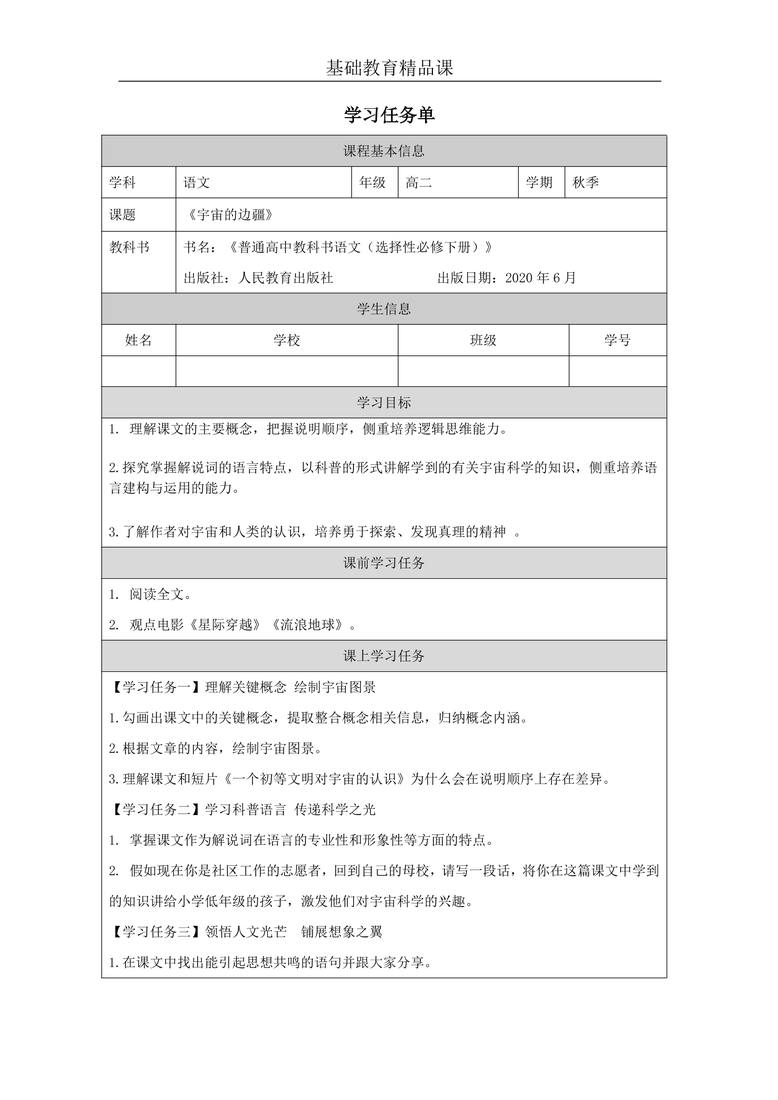 基础教育精品课
学习任务单
课程基本信息
学科 语文 年级 高二 学期 秋季
课题 《宇宙的边疆》
教科书 书名：《普通高中教科书语文（选择性必修下册）》
出版社：人民教育出版社 出版日期：2020 年 6 月
学生信息
姓名 学校 班级 学号
学习目标
1. 理解课文的主要概念，把握说明顺序，侧重培养逻辑思维能力。
2.探究掌握解说词的语言特点，以科普的形式讲解学到的有关宇宙科学的知识，侧重培养语
言建构与运用的能力。
3.了解作者对宇宙和人类的认识，培养勇于探索、发现真理的精神 。
课前学习任务
1. 阅读全文。
2. 观点电影《星际穿越》《流浪地球》。
课上学习任务
【学习任务一】理解关键概念 绘制宇宙图景
1.勾画出课文中的关键概念，提取整合概念相关信息，归纳概念内涵。
2.根据文章的内容，绘制宇宙图景。
3.理解课文和短片《一个初等文明对宇宙的认识》为什么会在说明顺序上存在差异。
【学习任务二】学习科普语言 传递科学之光
1. 掌握课文作为解说词在语言的专业性和形象性等方面的特点。
2. 假如现在你是社区工作的志愿者，回到自己的母校，请写一段话，将你在这篇课文中学到
的知识讲给小学低年级的孩子，激发他们对宇宙科学的兴趣。
【学习任务三】领悟人文光芒 铺展想象之翼
1.在课文中找出能引起思想共鸣的语句并跟大家分享。